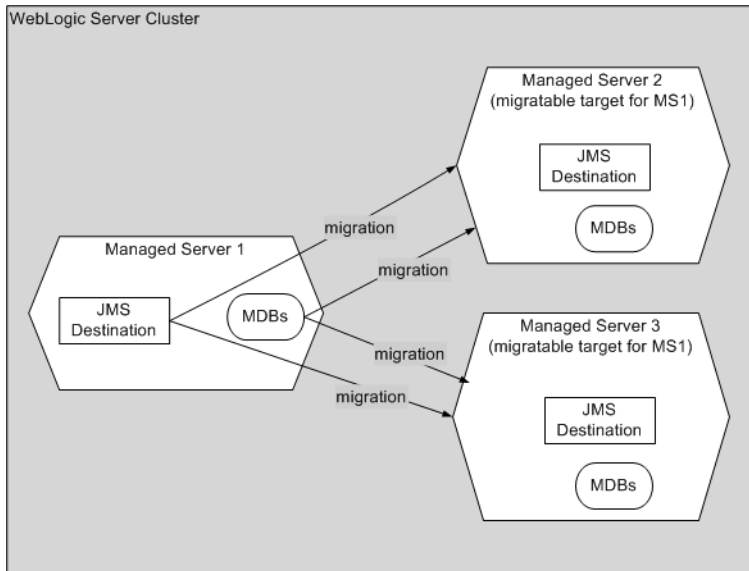 WebLogic Server Cluster
Managed Server 2
(migratable target for MS1)
JMS
Destination
MDBs
migration
migration
Managed Server 1
JMS
Destination
MDBs
migration
migration
Managed Server 3
(migratable target for MS1)
JMS
Destination
MDBs